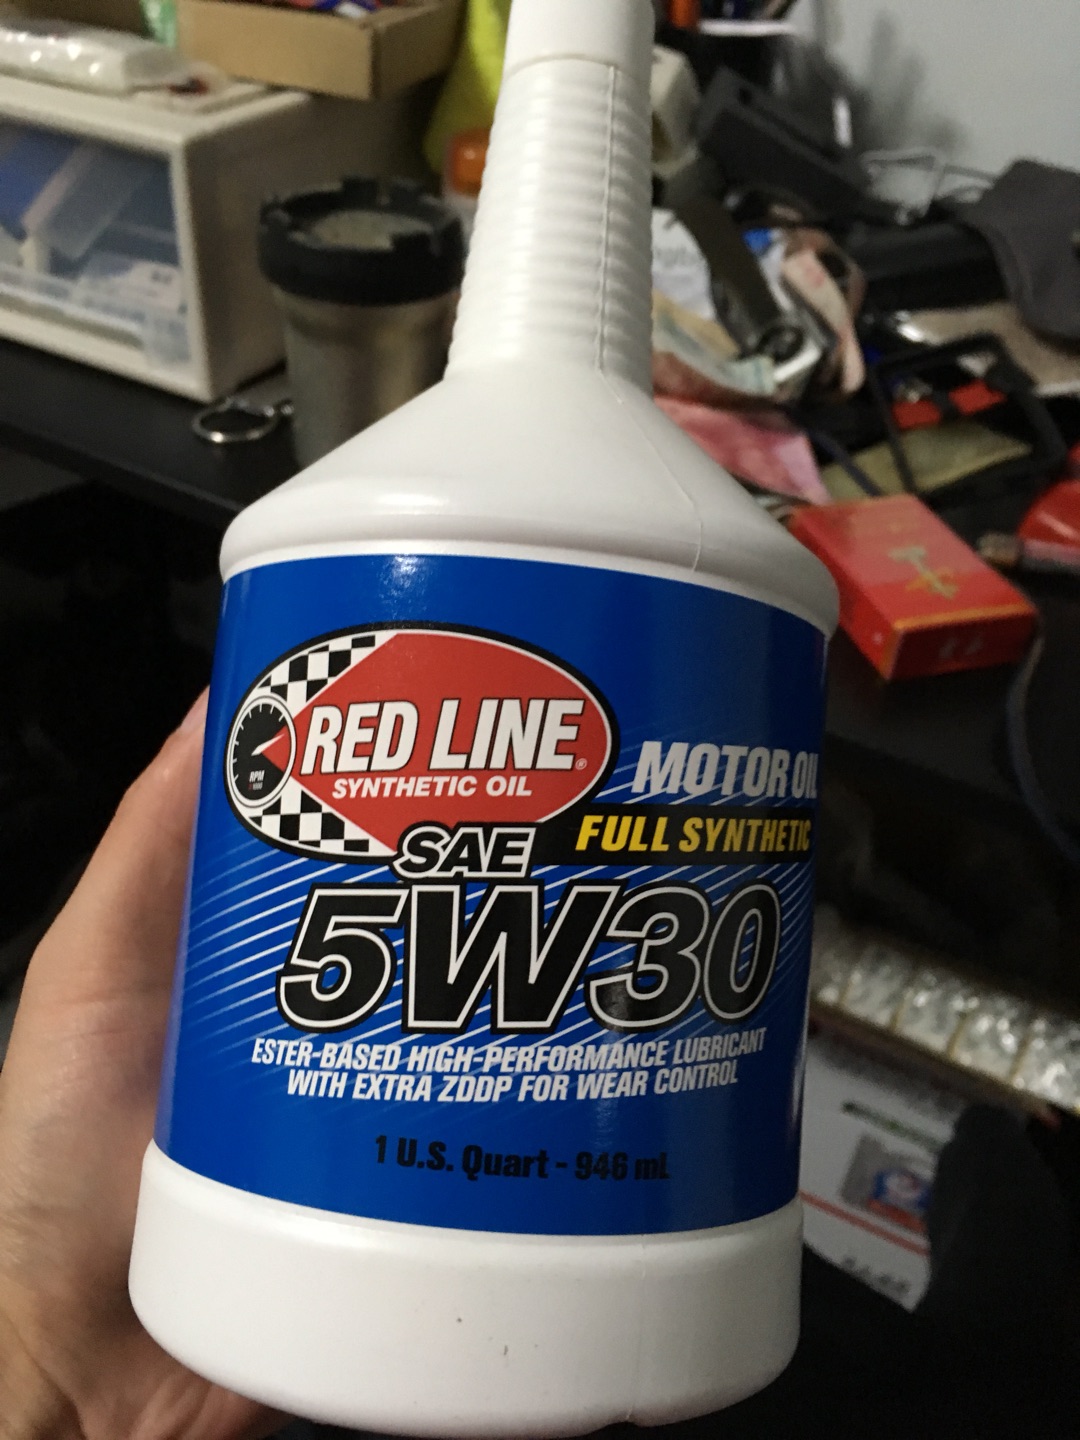 RED LINE®
SYNTHETIC OIL
RPM
MOTOR OIL
FULL SYNTHETIC
SAE
5W30
ESTER-BASED HIGH-PERFORMANCE LUBRICANT
WITH EXTRA ZDDP FOR WEAR CONTROL
1 U.S. Quart - 946 mL